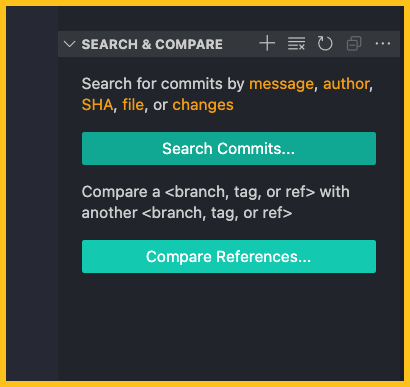 SEARCH & COMPARE
Search for commits by message, author,
SHA, file, or changes
Search Commits...
Compare a <branch, tag, or ref> with
another <branch, tag, or ref>
Compare References...